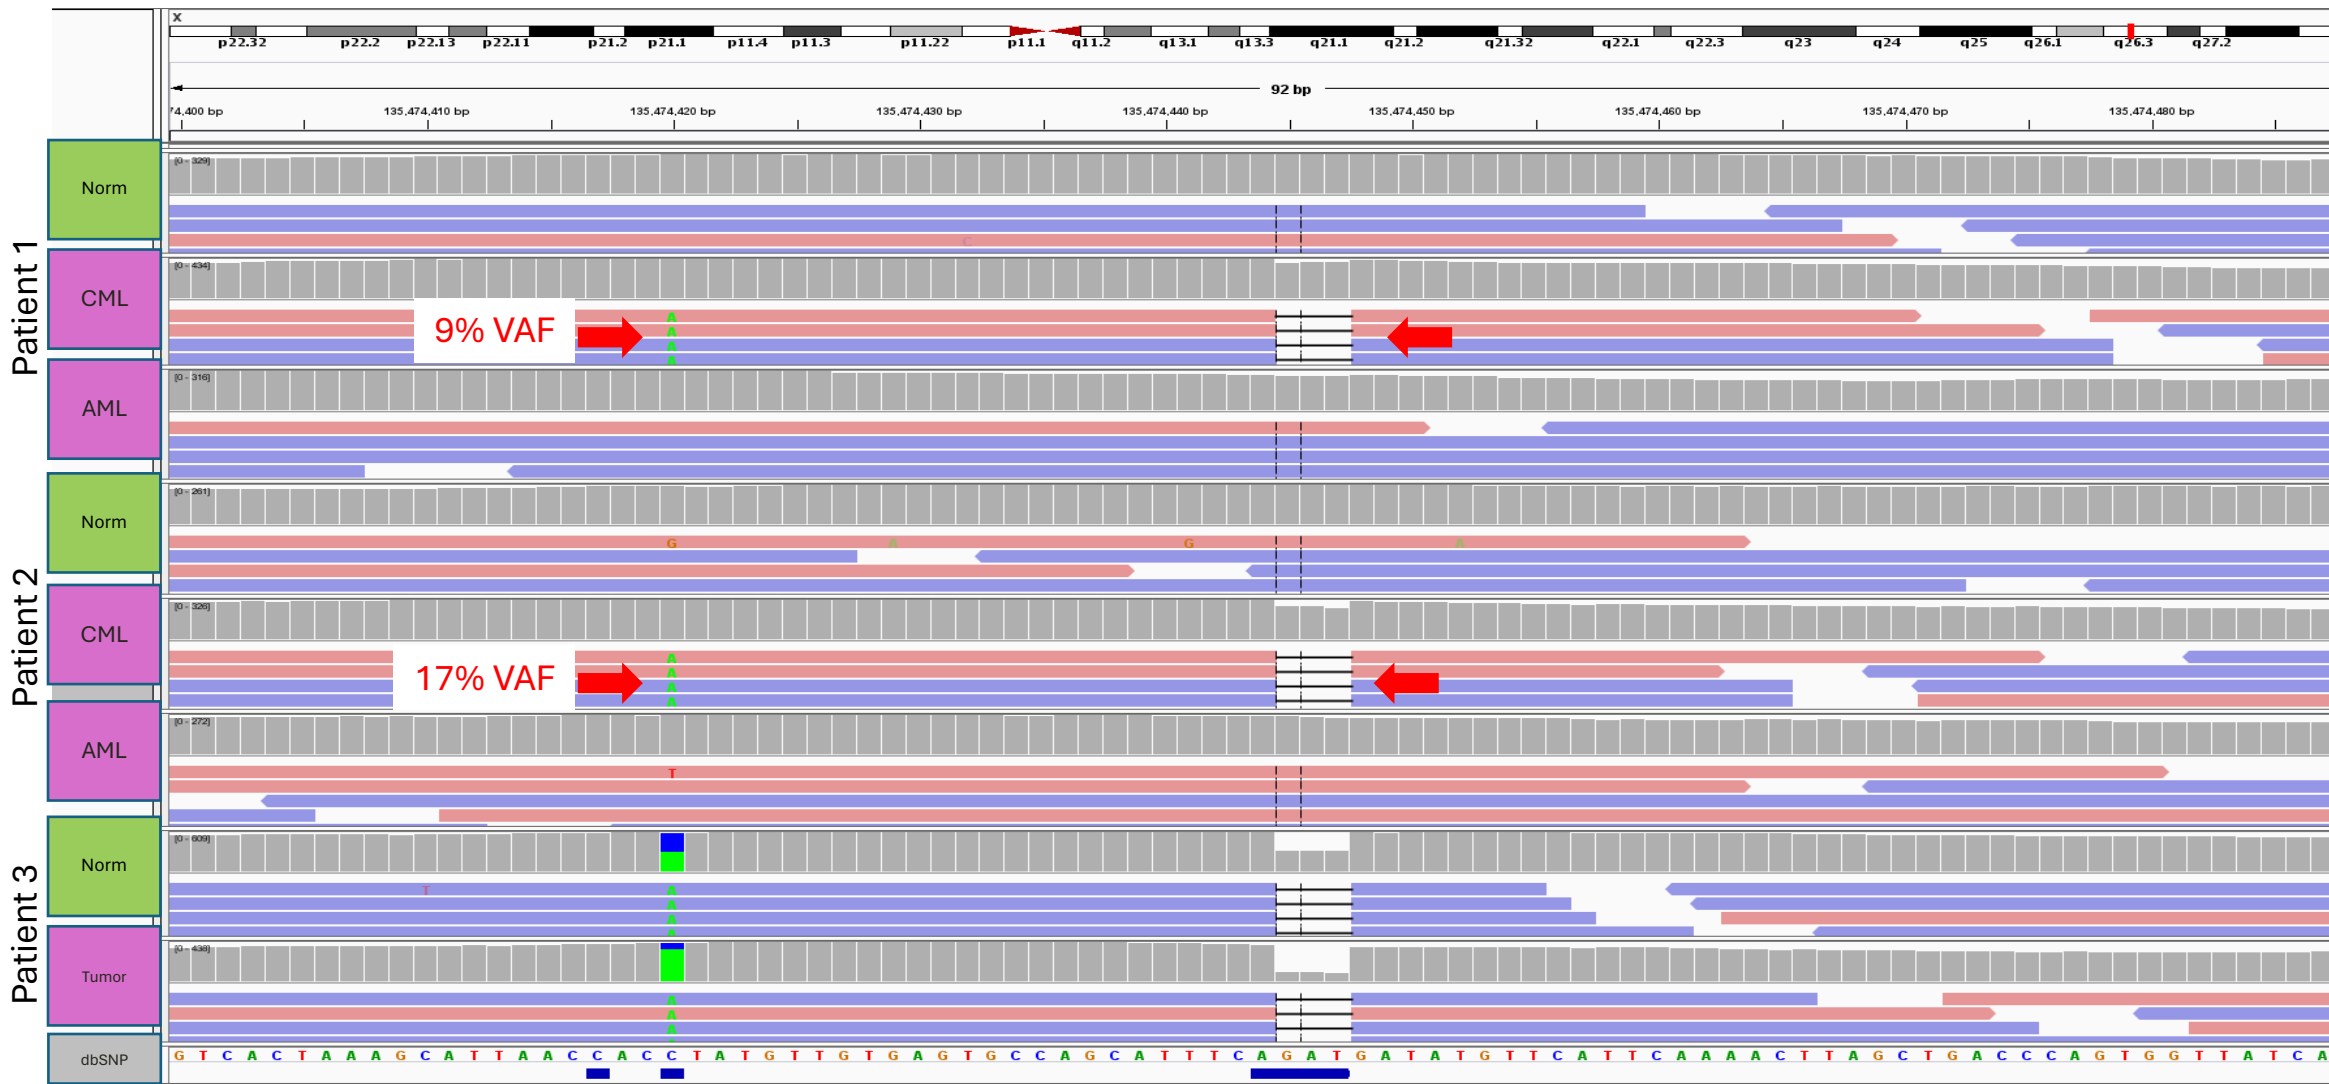 X
p22.32 p22.2 p22.13 p22.11 p21.2 p21.1 p11.4 p11.3 p11.22 p11.1 q11.2 q13.1 q13.3 q21.1 q21.2 q21.32 q22.1 q22.3 q23 q24 q25 q26.1 q26.3 q27.2
92 bp
74,400 bp 135,474,410 bp 135,474,420 bp 135,474,430 bp 135,474,440 bp 135,474,450 bp 135,474,460 bp 135,474,470 bp 135,474,480 bp
Patient 1
Norm
[0 - 329]
C
CML
[0 - 434]
9% VAF
A
A
A
A
AML
[0 - 316]
Patient 2
Norm
[0 - 261]
G A G A
CML
[0 - 326]
17% VAF
A
A
A
A
AML
[0 - 272]
T
Patient 3
Norm
[0 - 609]
T A
A
A
A
Tumor
[0 - 438]
A
A
A
dbSNP
G T C A C T A A A G C A T T A A C C A C C T A T G T T G T G A G T G C C A G C A T T T C A G A T G A T A T G T T C A T T C A A A A C T T A G C T G A C C C A G T G G T T A T C A